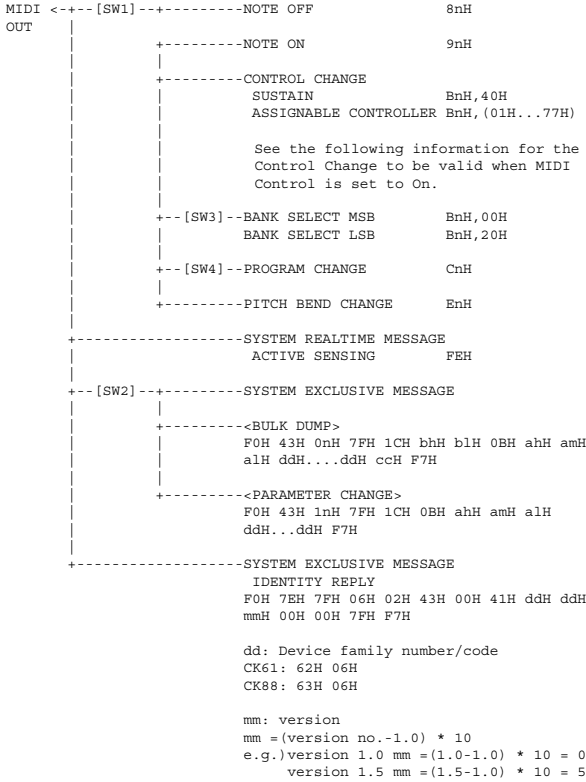 MIDI <-+--[SW1]--+---------NOTE OFF                8nH
OUT    |         |
       |         +---------NOTE ON                 9nH
       |         |
       |         +---------CONTROL CHANGE
       |         |          SUSTAIN                BnH,40H
       |         |          ASSIGNABLE CONTROLLER BnH,(01H...77H)
       |         |
       |         |          See the following information for the
       |         |          Control Change to be valid when MIDI
       |         |          Control is set to On.
       |         |
       |         +--[SW3]--BANK SELECT MSB         BnH,00H
       |         |         BANK SELECT LSB         BnH,20H
       |         |
       |         +--[SW4]--PROGRAM CHANGE          CnH
       |         |
       |         +---------PITCH BEND CHANGE       EnH
       |
       +-------------------SYSTEM REALTIME MESSAGE
       |                    ACTIVE SENSING         FEH
       |
       +--[SW2]--+---------SYSTEM EXCLUSIVE MESSAGE
       |         |
       |         +---------<BULK DUMP>
       |         |         F0H 43H 0nH 7FH 1CH bhH blH 0BH ahH amH
       |         |         alH ddH....ddH ccH F7H
       |         |
       |         +---------<PARAMETER CHANGE>
       |                   F0H 43H 1nH 7FH 1CH 0BH ahH amH alH
       |                   ddH...ddH F7H
       |
       +-------------------SYSTEM EXCLUSIVE MESSAGE
                            IDENTITY REPLY
                           F0H 7EH 7FH 06H 02H 43H 00H 41H ddH ddH
                           mmH 00H 00H 7FH F7H

                           dd: Device family number/code
                           CK61: 62H 06H
                           CK88: 63H 06H

                           mm: version
                           mm =(version no.-1.0) * 10
                           e.g.)version 1.0 mm =(1.0-1.0) * 10 = 0
                                version 1.5 mm =(1.5-1.0) * 10 = 5